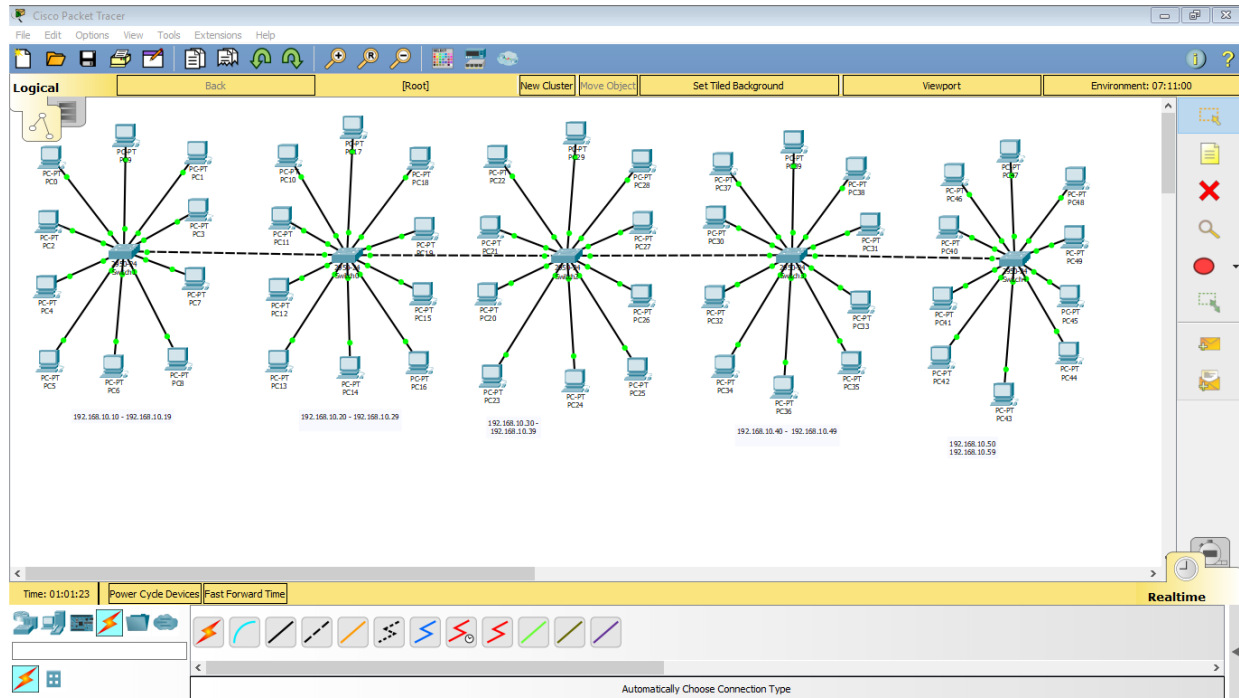 Cisco Packet Tracer
File Edit Options View Tools Extensions Help
Logical
Back
[Root]
New Cluster
Move Object
Set Tiled Background
Viewport
Environment: 07:11:00
PC-PT
PC0
PC-PT
PC9
PC-PT
PC1
PC-PT
PC2
PC-PT
PC3
PC-PT
PC4
PC-PT
PC7
PC-PT
PC5
PC-PT
PC6
PC-PT
PC8
192.168.10.10 - 192.168.10.19
PC-PT
PC10
PC-PT
PC17
PC-PT
PC18
PC-PT
PC11
PC-PT
PC19
PC-PT
PC12
PC-PT
PC15
PC-PT
PC13
PC-PT
PC14
PC-PT
PC16
192.168.10.20 - 192.168.10.29
PC-PT
PC22
PC-PT
PC29
PC-PT
PC28
PC-PT
PC21
PC-PT
PC27
PC-PT
PC20
PC-PT
PC26
PC-PT
PC23
PC-PT
PC24
PC-PT
PC25
192.168.10.30-
192.168.10.39
PC-PT
PC37
PC-PT
PC-PT
PC38
PC-PT
PC30
PC-PT
PC31
PC-PT
PC32
PC-PT
PC33
PC-PT
PC34
PC-PT
PC36
PC-PT
PC35
192.168.10.40 - 192.168.10.49
PC-PT
PC46
PC-PT
PC-PT
PC48
PC-PT
PC40
PC-PT
PC49
PC-PT
PC41
PC-PT
PC45
PC-PT
PC42
PC-PT
PC43
PC-PT
PC44
192.168.10.50
192.168.10.59
Time: 01:01:23
Power Cycle Devices
Fast Forward Time
Realtime
Automatically Choose Connection Type